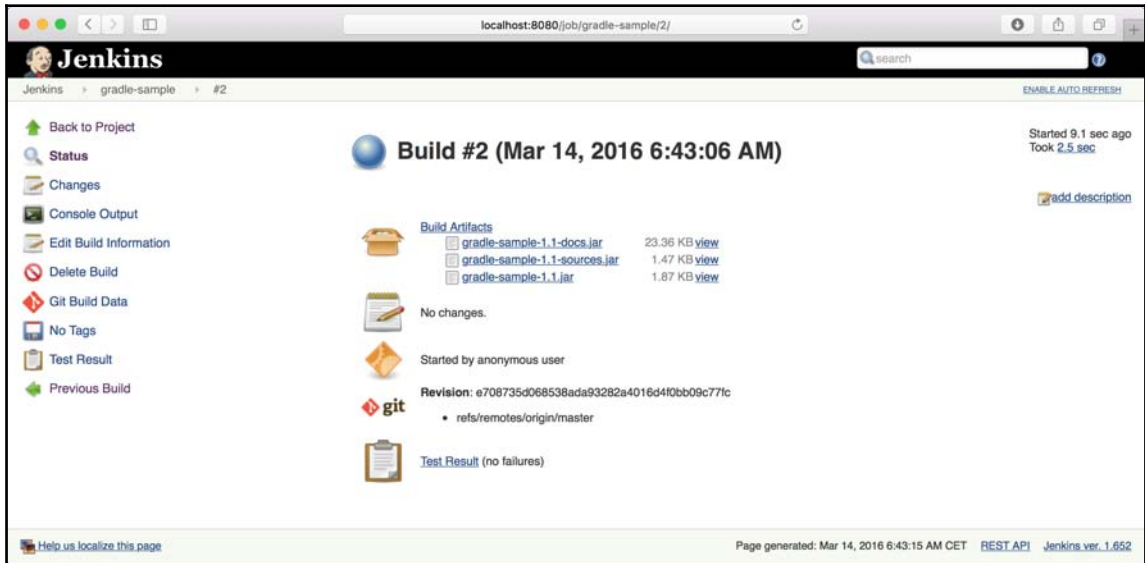 localhost:8080/job/gradle-sample/2/
Jenkins
search
Jenkins gradle-sample #2
ENABLE AUTO REFRESH
Back to Project
Status
Changes
Console Output
Edit Build Information
Delete Build
Git Build Data
No Tags
Test Result
Previous Build
Build #2 (Mar 14, 2016 6:43:06 AM)
Started 9.1 sec ago
Took 2.5 sec
add description
Build Artifacts
gradle-sample-1.1-docs.jar 23.36 KB view
gradle-sample-1.1-sources.jar 1.47 KB view
gradle-sample-1.1.jar 1.87 KB view
No changes.
Started by anonymous user
git
Revision: e708735d068538ada93282a4016d4f0bb09c77fc
• refs/remotes/origin/master
Test Result (no failures)
Help us localize this page
Page generated: Mar 14, 2016 6:43:15 AM CET REST API Jenkins ver. 1.652